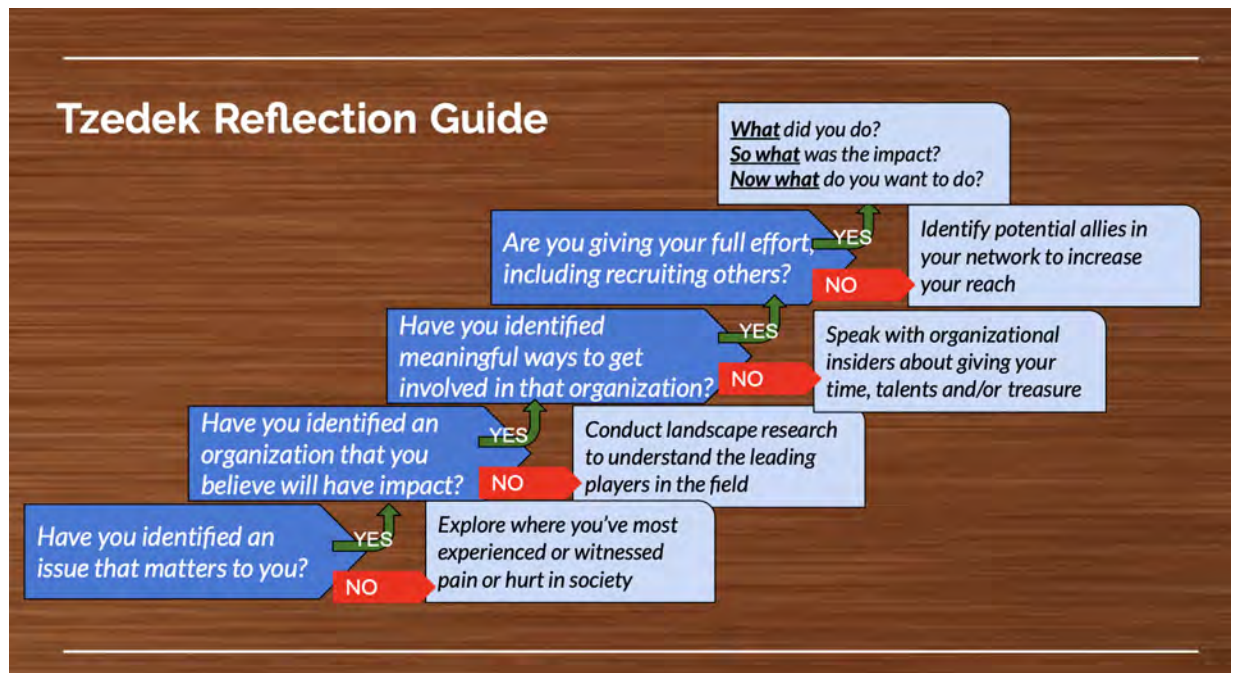 Tzedek Reflection Guide
What did you do?
So what was the impact?
Now what do you want to do?
Are you giving your full effort,
including recruiting others?
YES
NO
Identify potential allies in
your network to increase
your reach
Have you identified
meaningful ways to get
involved in that organization?
YES
NO
Speak with organizational
insiders about giving your
time, talents and/or treasure
Have you identified an
organization that you
believe will have impact?
YES
NO
Conduct landscape research
to understand the leading
players in the field
Have you identified an
issue that matters to you?
YES
NO
Explore where you’ve most
experienced or witnessed
pain or hurt in society